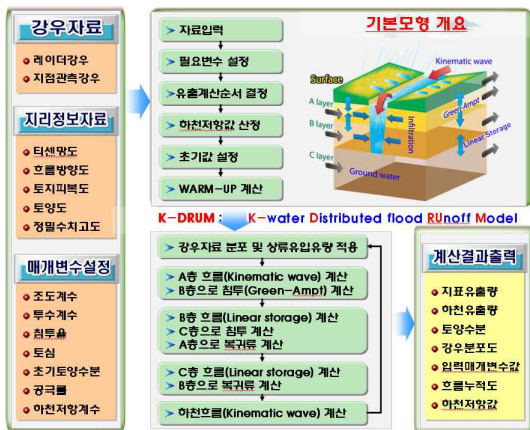 강우자료
레이더강우
지점관측강우
지리정보자료
티센망도
흐름방향도
토지피복도
토양도
정밀수치고도
매개변수설정
조도계수
투수계수
침투율
토심
초기토양수분
공극률
하천저항계수
자료입력
필요변수 설정
유출계산순서 결정
하천저항값 산정
초기값 설정
WARM-UP 계산
기본모형 개요
Kinematic wave
Surface
A layer
B layer
C layer
Green-Ampt
Infiltration
Linear Storage
Ground water
K-DRUM : K-water Distributed flood RUnoff Model
강우자료 분포 및 상류유입유량 적용
A층 흐름(Kinematic wave) 계산
B층으로 침투(Green-Ampt) 계산
B층 흐름(Linear storage) 계산
C층으로 침투 계산
A층으로 복귀류 계산
C층 흐름(Linear storage) 계산
B층으로 복귀류 계산
하천흐름(Kinematic wave) 계산
계산결과출력
지표유출량
하천유출량
토양수분
강우분포도
입력매개변수값
흐름누적도
하천저항값